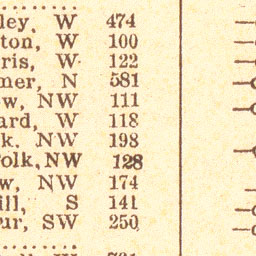 ley, W 474
ton, W 100
ris, W 122
mer, N 581
w, NW 111
ard, W 118
k, NW 198
folk, NW 128
w, NW 174
ill, S 141
ur, SW 250